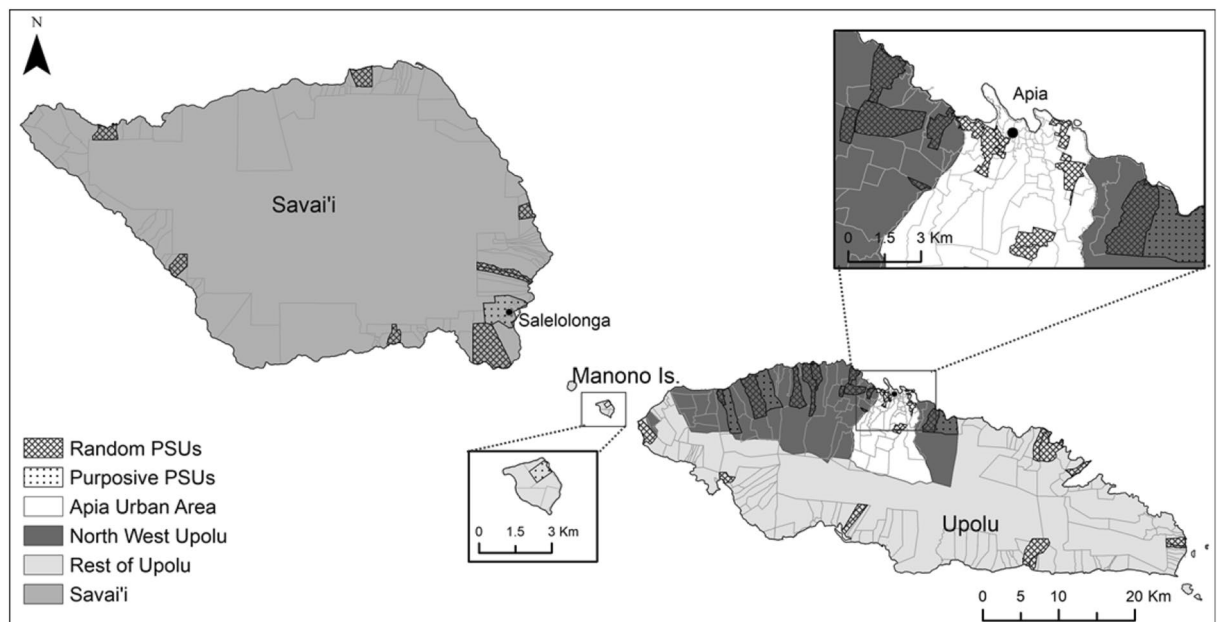 N
Apia
0 1.5 3 Km
Savai'i
Salelolonga
Manono Is.
Random PSUs
Purposive PSUs
Apia Urban Area
North West Upolu
Rest of Upolu
Savai'i
0 1.5 3 Km
Upolu
0 5 10 20 Km